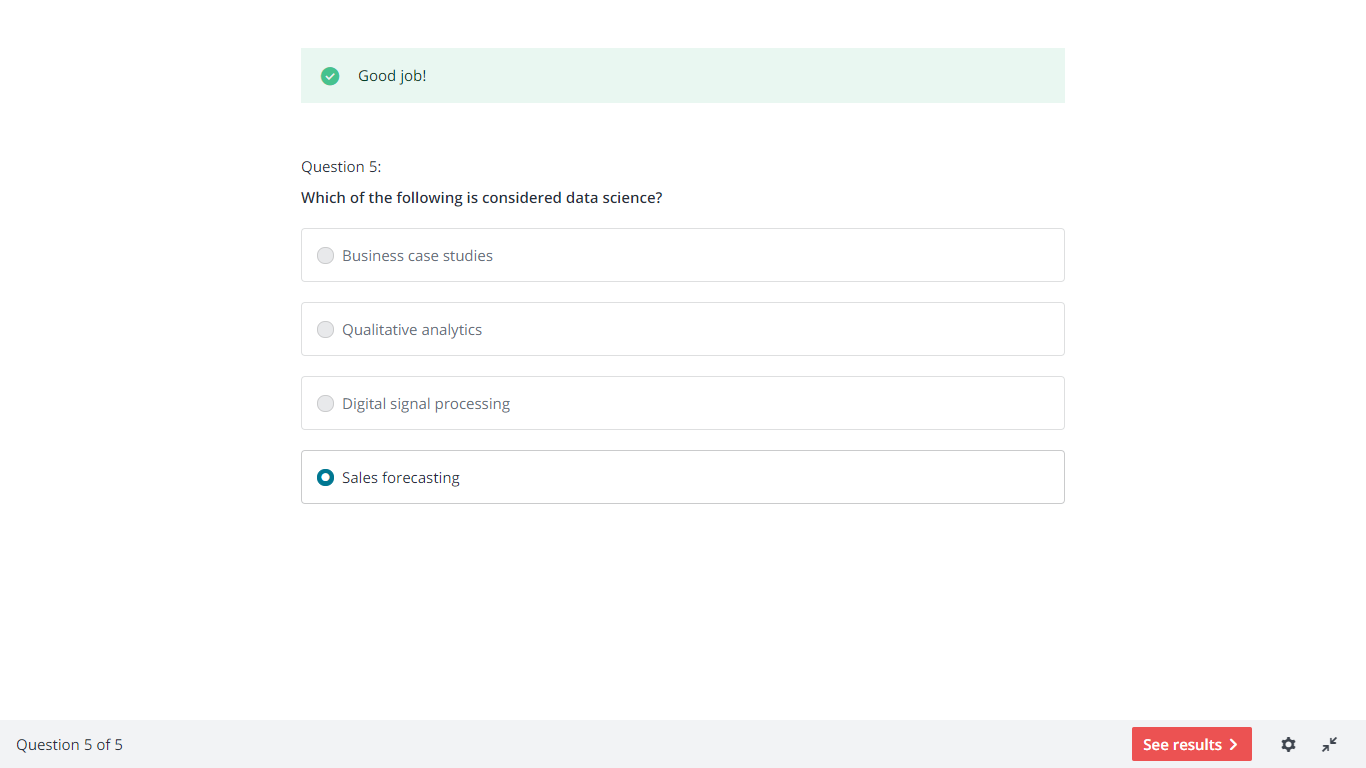 Good job!
Question 5:
Which of the following is considered data science?
Business case studies
Qualitative analytics
Digital signal processing
Sales forecasting
Question 5 of 5
See results